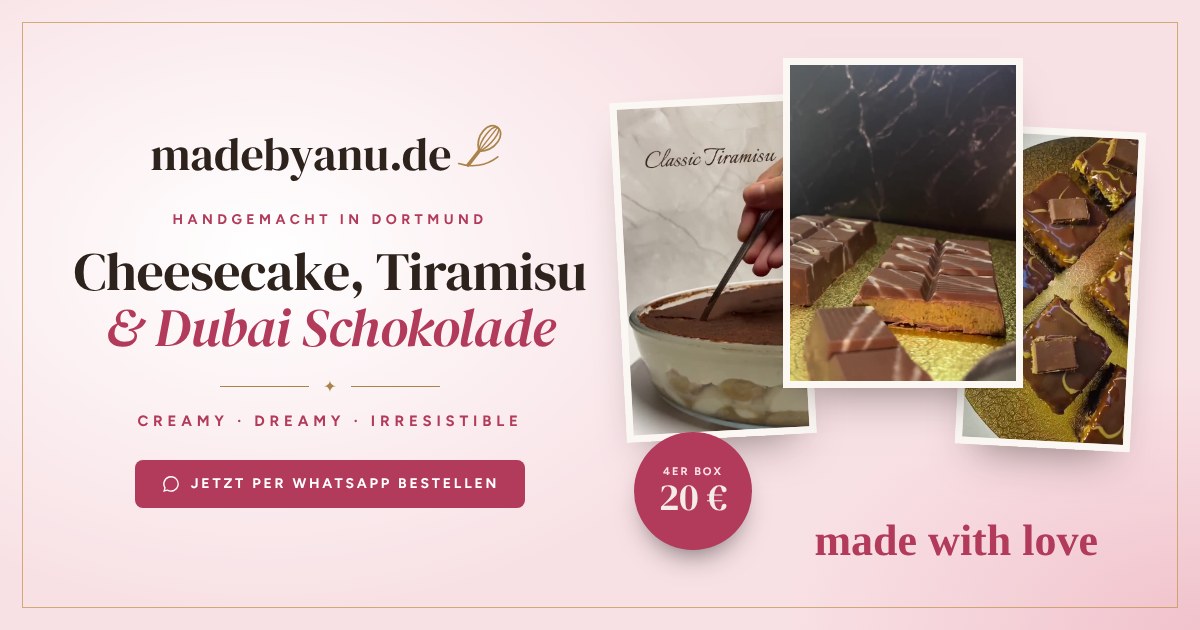 madebyanu.de
HANDGEMACHT IN DORTMUND
Cheesecake, Tiramisu
& Dubai Schokolade
CREAMY · DREAMY · IRRESISTIBLE
JETZT PER WHATSAPP BESTELLEN
Classic Tiramisu
4ER BOX
20 €
made with love